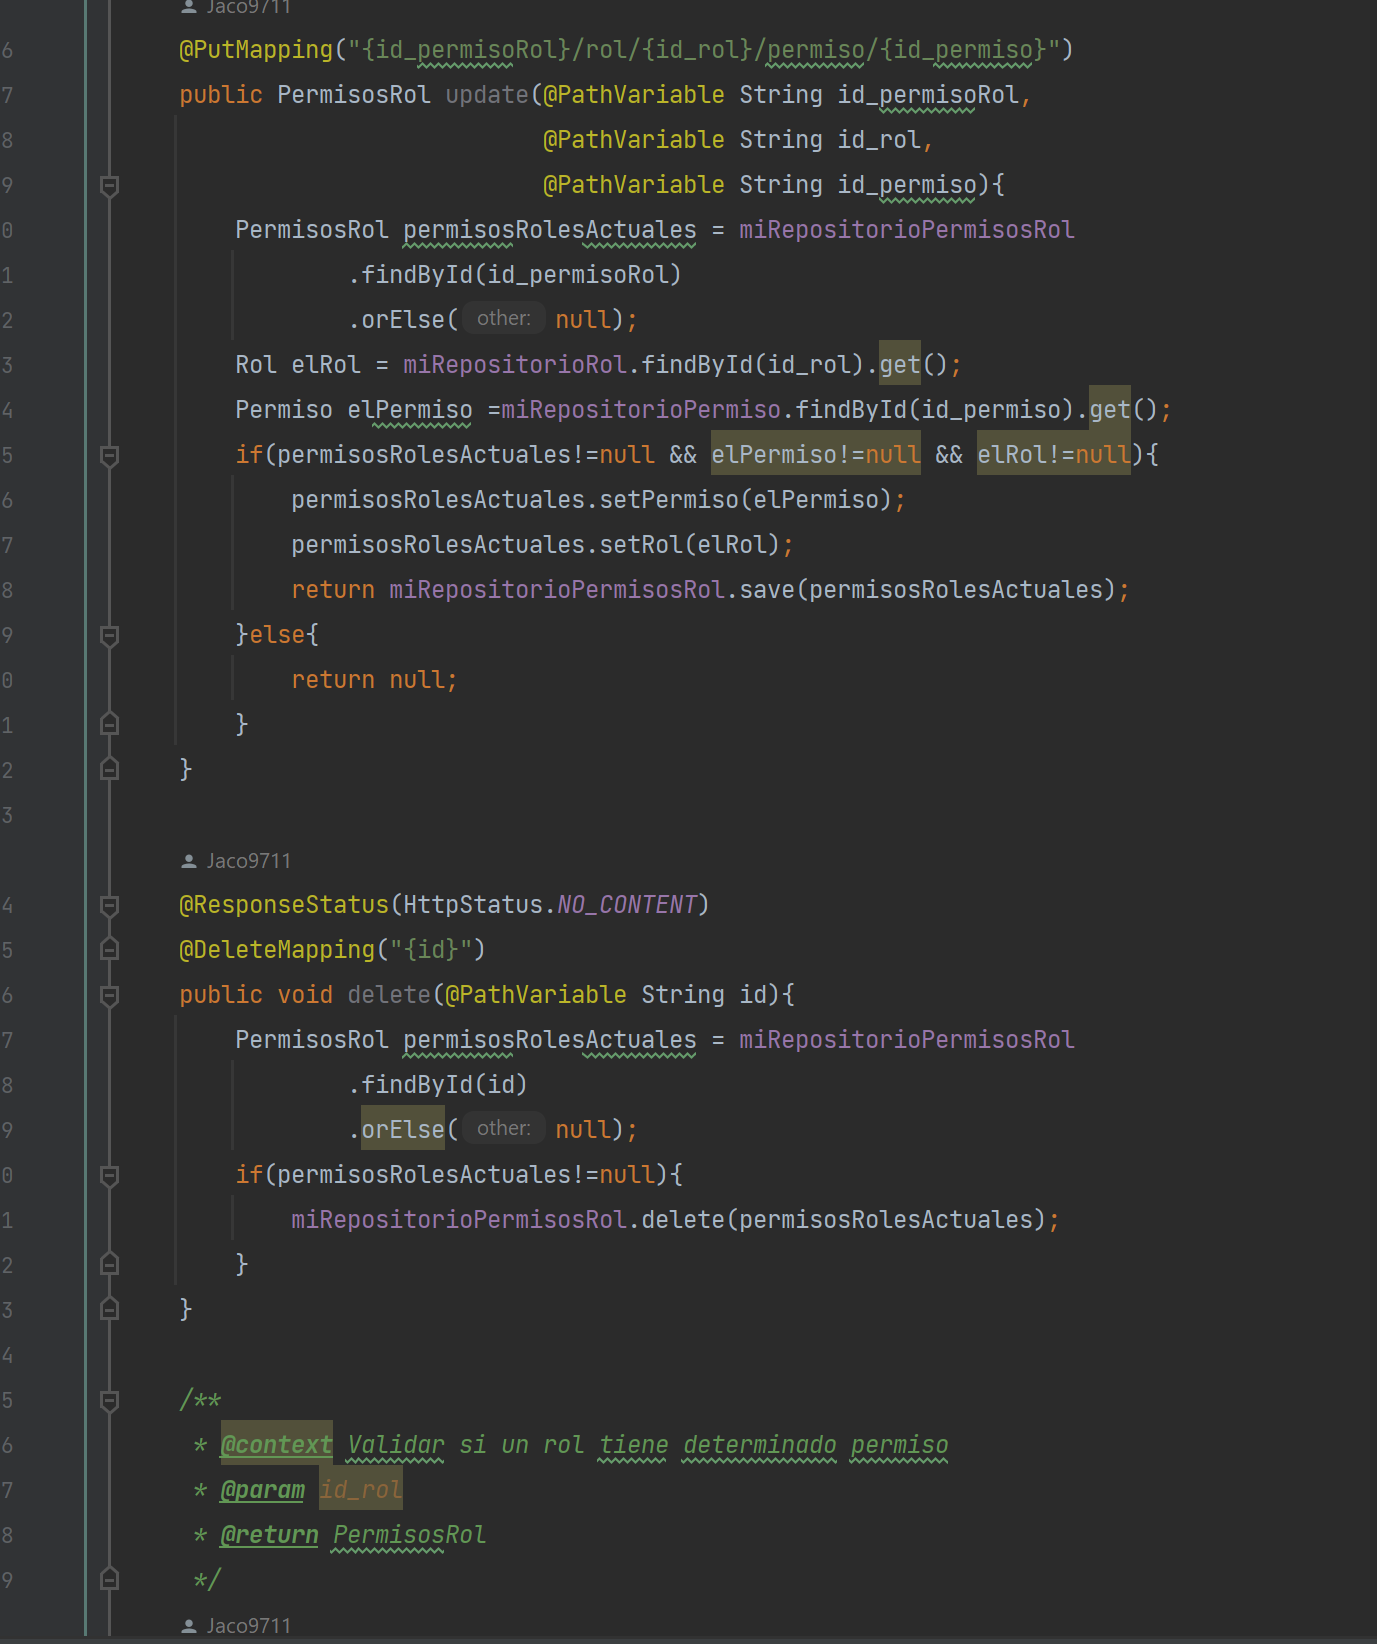 Jaco9711
6 @PutMapping("{id_permisoRol}/rol/{id_rol}/permiso/{id_permiso}")
7 public PermisosRol update(@PathVariable String id_permisoRol,
8 @PathVariable String id_rol,
9 @PathVariable String id_permiso){
0 PermisosRol permisosRolesActuales = miRepositorioPermisosRol
1 .findById(id_permisoRol)
2 .orElse( other: null);
3 Rol elRol = miRepositorioRol.findById(id_rol).get();
4 Permiso elPermiso =miRepositorioPermiso.findById(id_permiso).get();
5 if(permisosRolesActuales!=null && elPermiso!=null && elRol!=null){
6 permisosRolesActuales.setPermiso(elPermiso);
7 permisosRolesActuales.setRol(elRol);
8 return miRepositorioPermisosRol.save(permisosRolesActuales);
9 }else{
0 return null;
1 }
2 }
3
Jaco9711
4 @ResponseStatus(HttpStatus.NO_CONTENT)
5 @DeleteMapping("{id}")
6 public void delete(@PathVariable String id){
7 PermisosRol permisosRolesActuales = miRepositorioPermisosRol
8 .findById(id)
9 .orElse( other: null);
0 if(permisosRolesActuales!=null){
1 miRepositorioPermisosRol.delete(permisosRolesActuales);
2 }
3 }
4
5 /**
6 * @context Validar si un rol tiene determinado permiso
7 * @param id_rol
8 * @return PermisosRol
9 */
Jaco9711